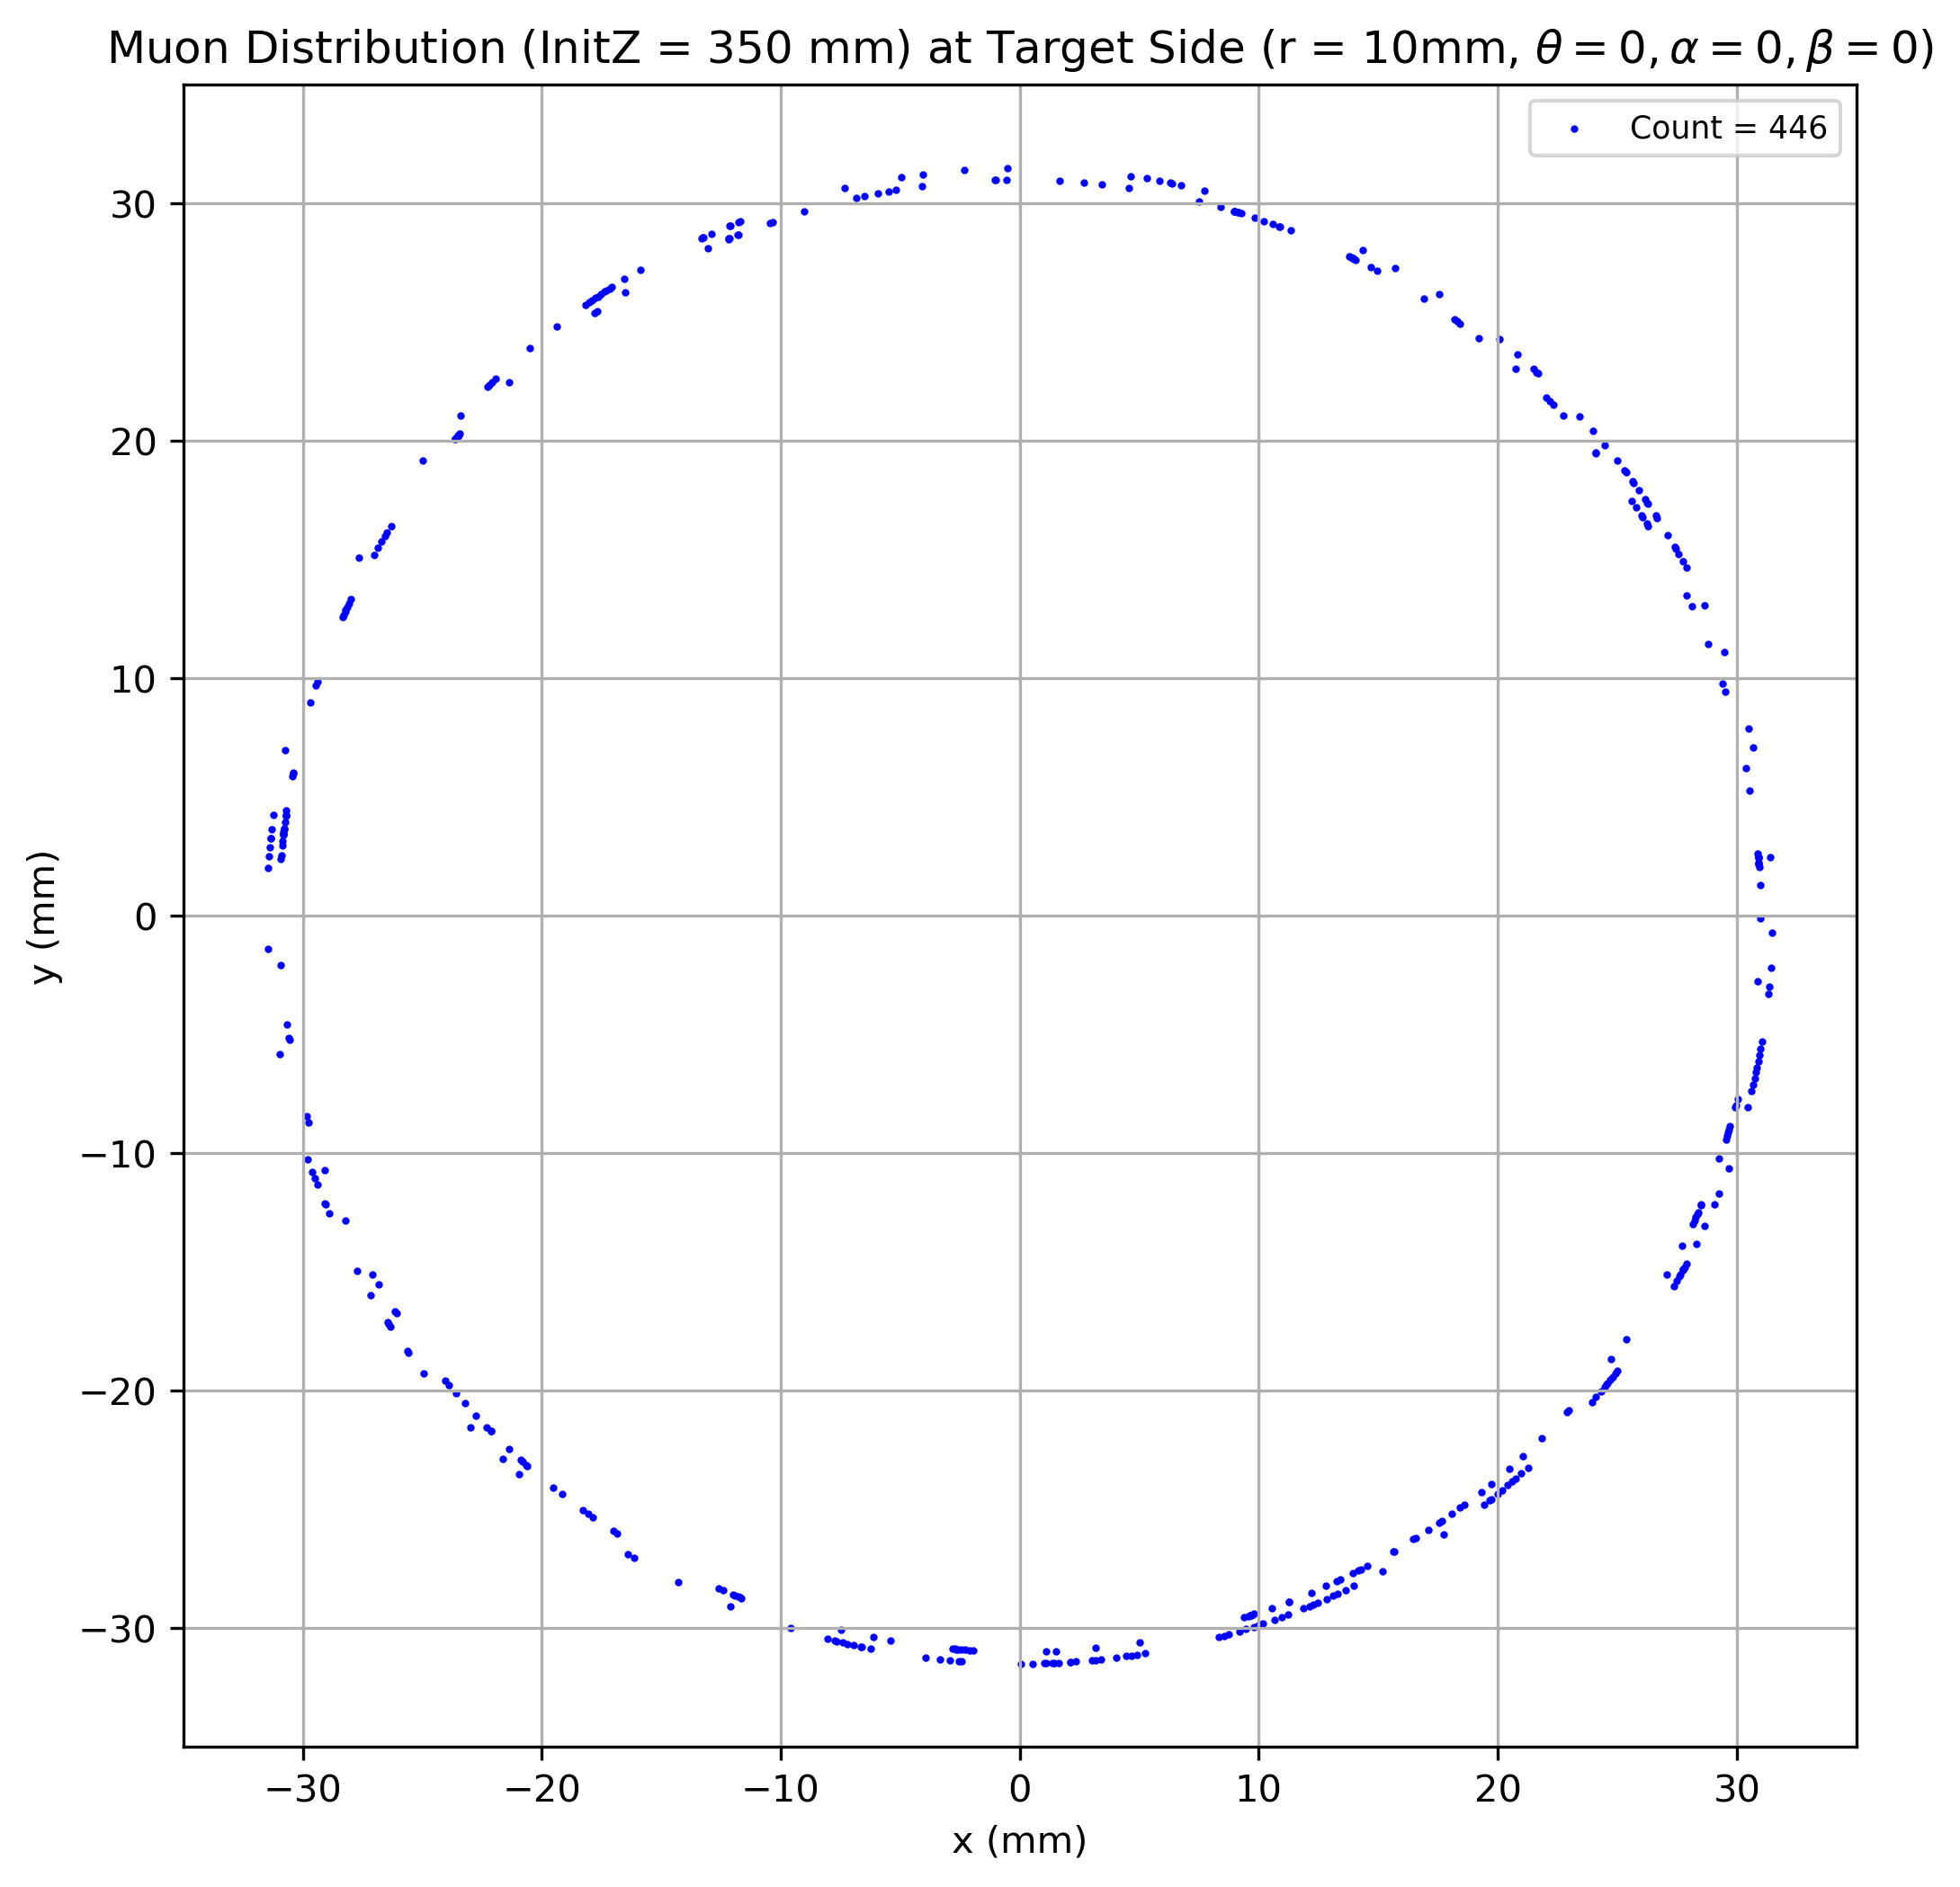 Muon Distribution (InitZ = 350 mm) at Target Side (r = 10mm, θ = 0, α = 0, β = 0)
Count = 446
30
20
10
0
−10
−20
−30
y (mm)
−30 −20 −10 0 10 20 30
x (mm)